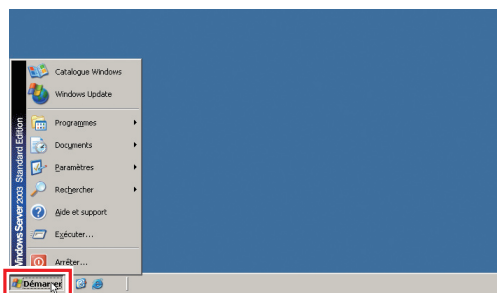 Catalogue Windows
Windows Update
Programmes
Documents
Paramètres
Rechercher
Aide et support
Exécuter...
Arrêter...
Windows Server 2003 Standard Edition
Démarrer